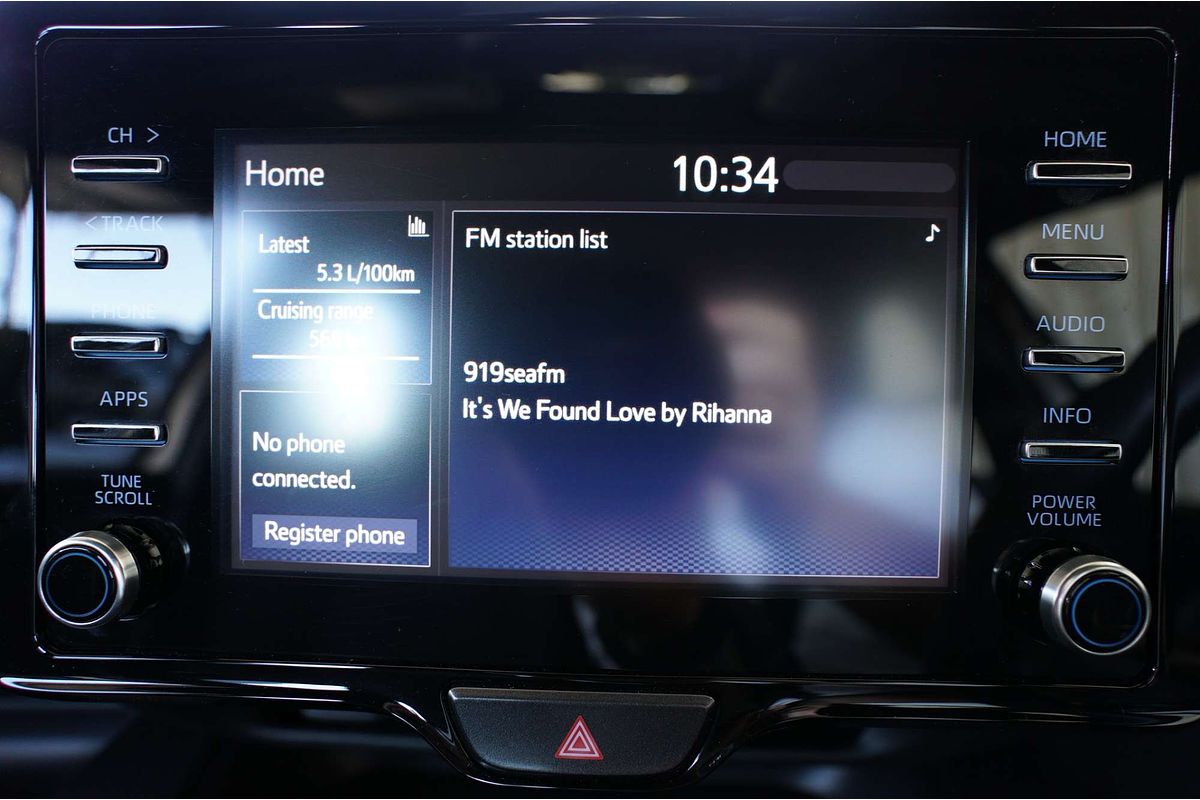 CH >
< TRACK
PHONE
APPS
TUNE
SCROLL
Home
10:34
Latest
5.3 L/100km
Cruising range
No phone
connected.
Register phone
FM station list
919seafm
It's We Found Love by Rihanna
HOME
MENU
AUDIO
INFO
POWER
VOLUME